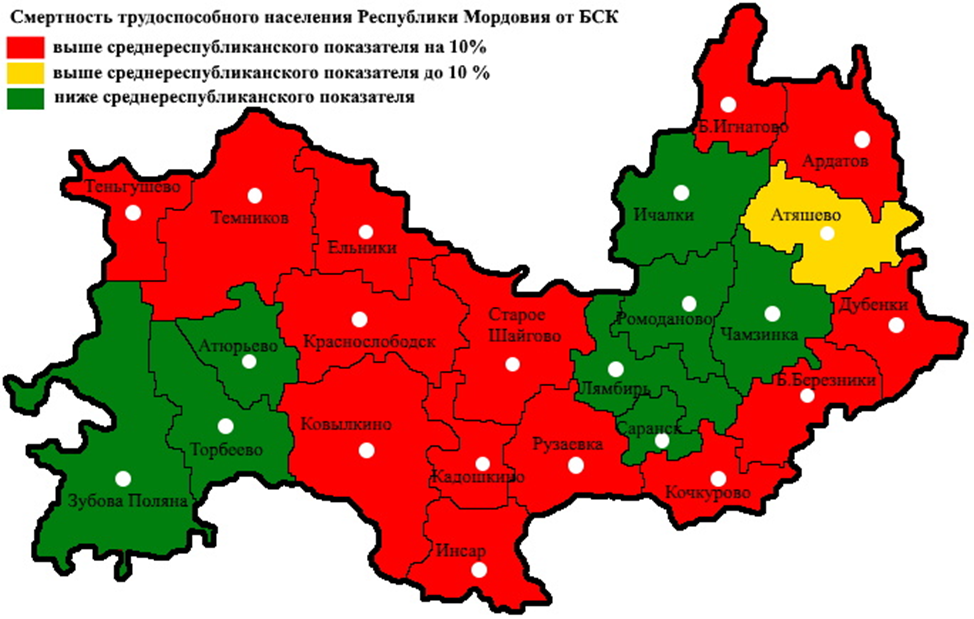 Смертность трудоспособного населения Республики Мордовия от БСК
выше среднереспубликанского показателя на 10%
выше среднереспубликанского показателя до 10 %
ниже среднереспубликанского показателя
Б.Игнатово
Ардатов
Теньгушево
Темников
Ельники
Ичалки
Атяшево
Дубенки
Старое
Шайгово
Ромоданово
Чамзинка
Краснослободск
Атюрьево
Лямбирь
Б.Березники
Ковылкино
Саранск
Рузаевка
Торбеево
Кадошкино
Кочкурово
Зубова Поляна
Инсар